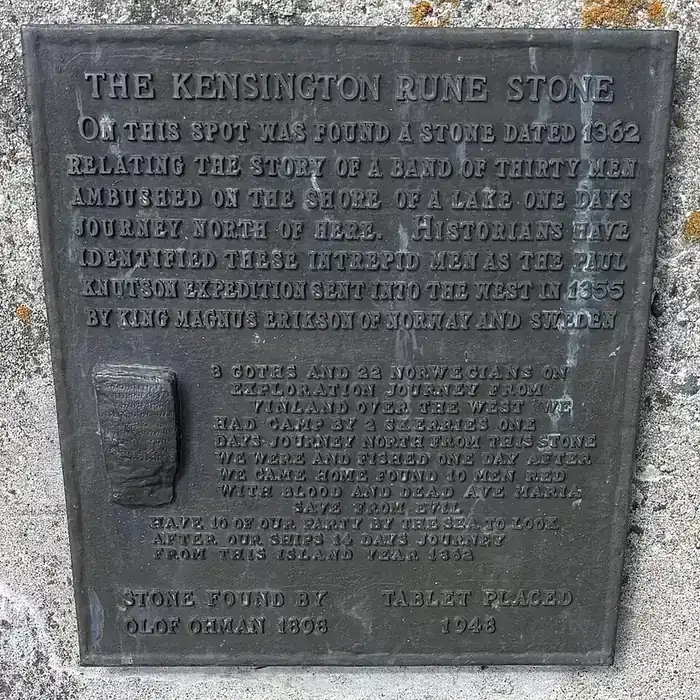 THE KENSINGTON RUNE STONE
ON THIS SPOT WAS FOUND A STONE DATED 1362
RELATING THE STORY OF A BAND OF THIRTY MEN
AMBUSHED ON THE SHORE OF A LAKE ONE DAYS
JOURNEY NORTH OF HERE. HISTORIANS HAVE
IDENTIFIED THESE INTREPID MEN AS THE PAUL
KNUTSON EXPEDITION SENT INTO THE WEST IN 1355
BY KING MAGNUS ERIKSON OF NORWAY AND SWEDEN
8 GOTHS AND 22 NORWEGIANS ON
EXPLORATION JOURNEY FROM
VINLAND OVER THE WEST WE
HAD CAMP BY 2 SKERRIES ONE
DAYS JOURNEY NORTH FROM THIS STONE
WE WERE AND FISHED ONE DAY AFTER
WE CAME HOME FOUND 10 MEN RED
WITH BLOOD AND DEAD AVE MARIA
SAVE FROM EVIL
HAVE 10 OF OUR PARTY BY THE SEA TO LOOK
AFTER OUR SHIPS 14 DAYS JOURNEY
FROM THIS ISLAND YEAR 1362
STONE FOUND BY
OLOF OHMAN 1898
TABLET PLACED
1948